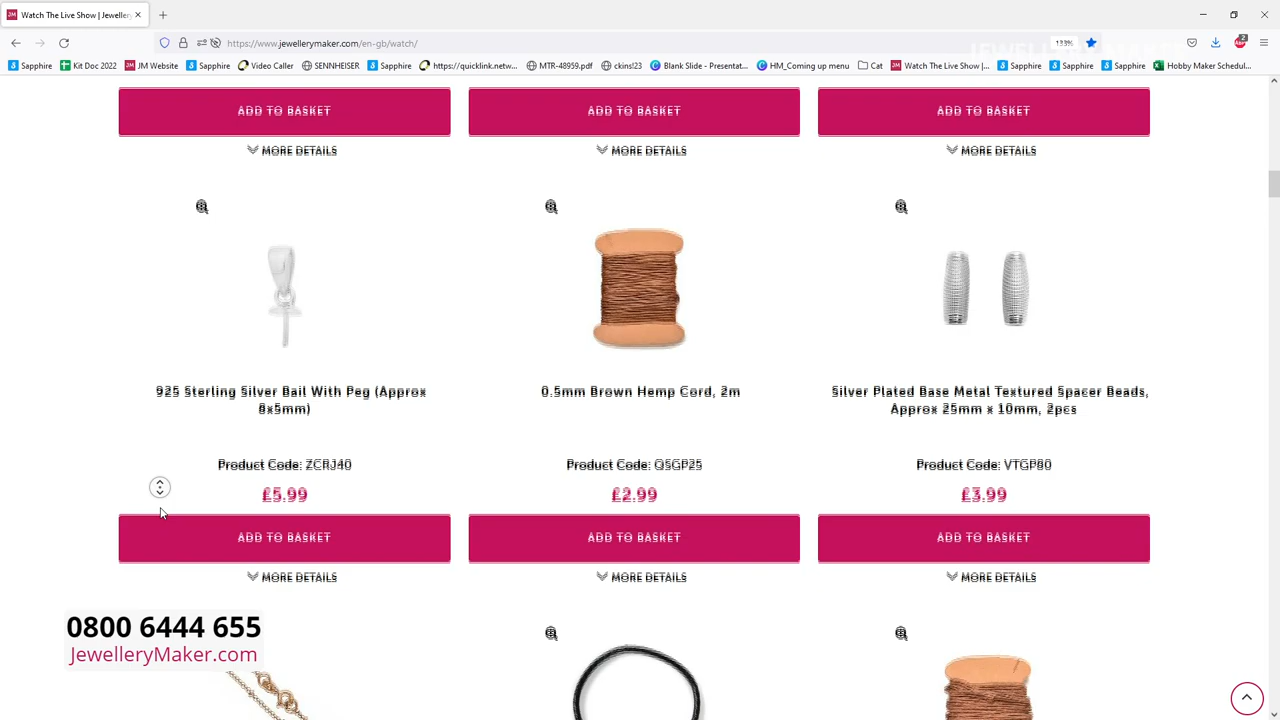 Watch The Live Show | Jeweller
https://www.jewellerymaker.com gb/watch/
133%
2
Sapphire
Kit Doc 2022
JM Website
Sapphire
Video Caller
SENNHEISER
Sapphire
https://quicklink.netw...
MTR-48959.pdf
ckins!23
Blank Slide - Presentat...
HM_Coming up menu
Cat
Watch The Live Show |...
Sapphire
Sapphire
Sapphire
Hobby Maker Schedul...
ADD TO BASKET
ADD TO BASKET
ADD TO BASKET
MORE DETAILS
MORE DETAILS
MORE DETAILS
925 Sterling Silver Bail With Peg (Approx
8x5mm)
0.5mm Brown Hemp Cord, 2m
Silver Plated Base Metal Textured Spacer Beads,
Approx 25mm x 10mm, 2pcs
Product Code: ZCRJ40
Product Code: QSGP25
Product Code: VTGP80
£5.99
£2.99
£3.99
ADD TO BASKET
ADD TO BASKET
ADD TO BASKET
MORE DETAILS
MORE DETAILS
MORE DETAILS
0800 6444 655
JewelleryMaker.com